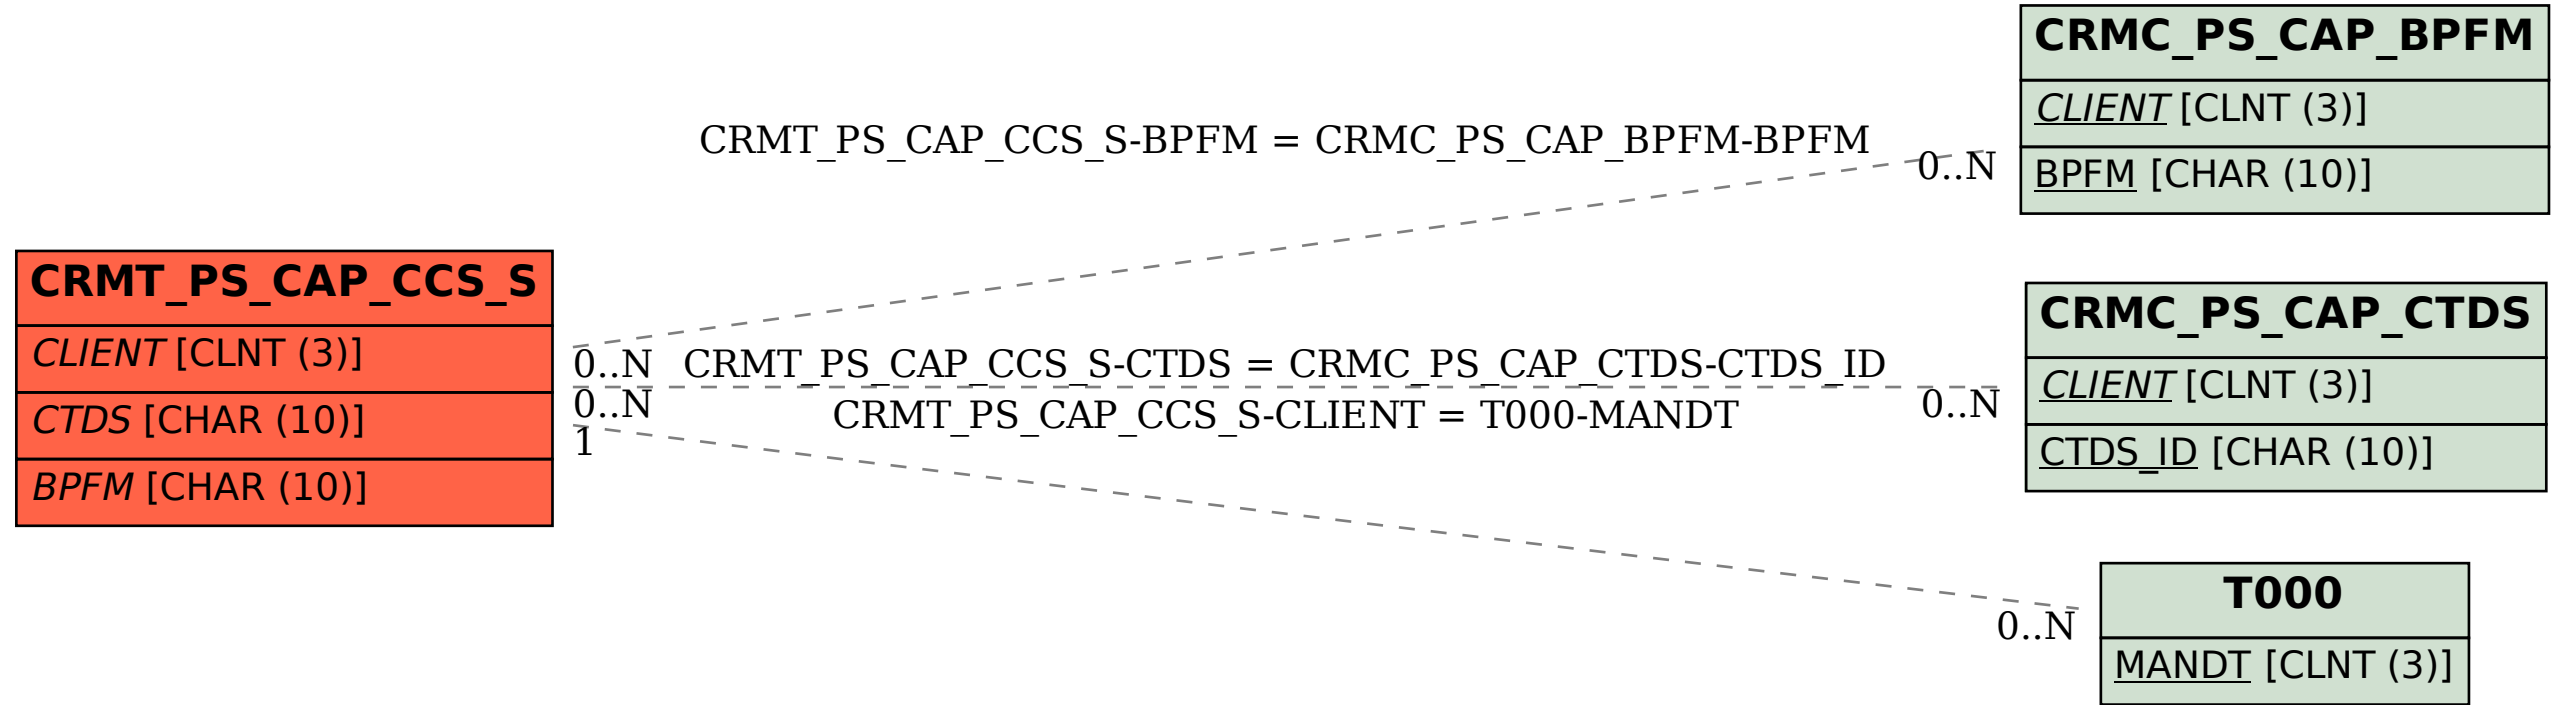 CRMC_PS_CAP_BPFM
CLIENT [CLNT (3)]
BPFM [CHAR (10)]
CRMT_PS_CAP_CCS_S-BPFM = CRMC_PS_CAP_BPFM-BPFM
0..N
CRMT_PS_CAP_CCS_S
CLIENT [CLNT (3)]
CTDS [CHAR (10)]
BPFM [CHAR (10)]
0..N
CRMT_PS_CAP_CCS_S-CTDS = CRMC_PS_CAP_CTDS-CTDS_ID
0..N
0..N
CRMT_PS_CAP_CCS_S-CLIENT = T000-MANDT
1
0..N
CRMC_PS_CAP_CTDS
CLIENT [CLNT (3)]
CTDS_ID [CHAR (10)]
T000
MANDT [CLNT (3)]